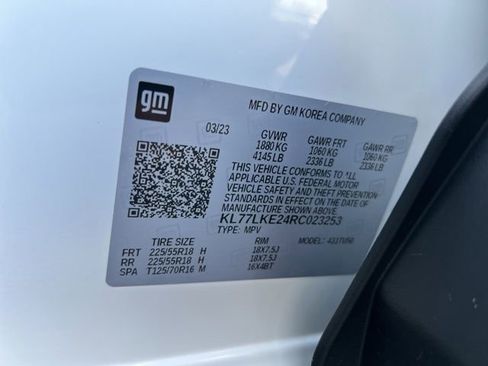 gm
MFD BY GM KOREA COMPANY
03/23 GVWR GAWR FRT GAWR RR
1880 KG 1060 KG 1060 KG
4145 LB 2336 LB 2336 LB
THIS VEHICLE CONFORMS TO ALL
APPLICABLE U.S. FEDERAL MOTOR
VEHICLE SAFETY AND THEFT PREVENTION
STANDARDS IN EFFECT ON THE DATE
OF MANUFACTURE SHOWN ABOVE.
KL77LKE24RC023253
TYPE: MPV MODEL:
TIRE SIZE RIM
FRT 225/55R18 H 18X7.5J
RR 225/55R18 H 18X7.5J
SPA T125/70R16 M 16X4BT